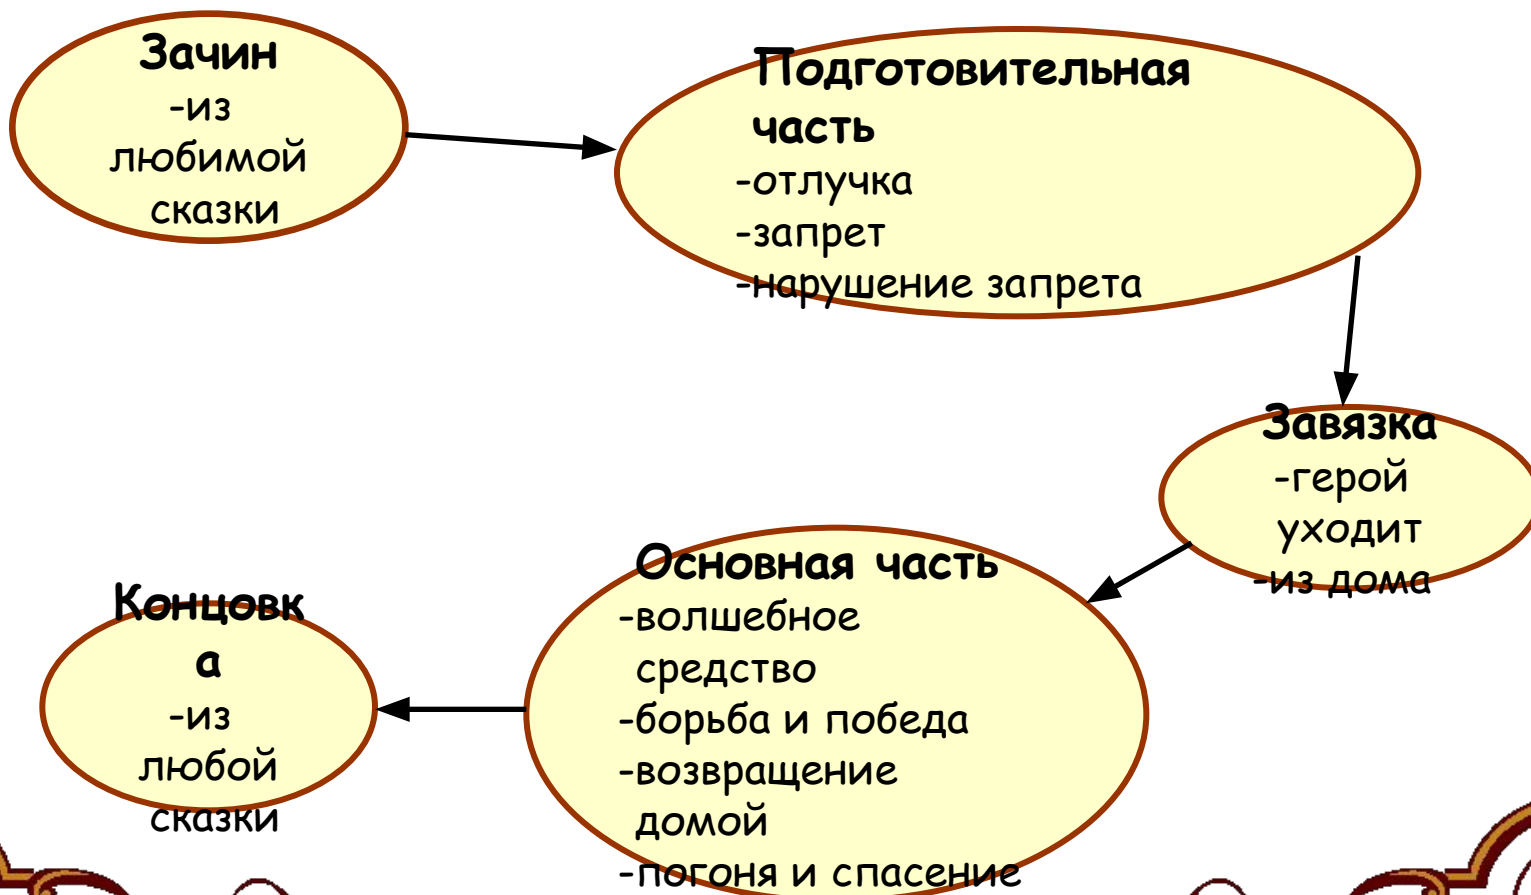 Зачин
-из
любимой
сказки
Подготовительная
часть
-отлучка
-запрет
-нарушение запрета
Завязка
-герой
уходит
-из дома
Основная часть
-волшебное
средство
-борьба и победа
-возвращение
домой
-погоня и спасение
Концовк
а
-из
любой
сказки